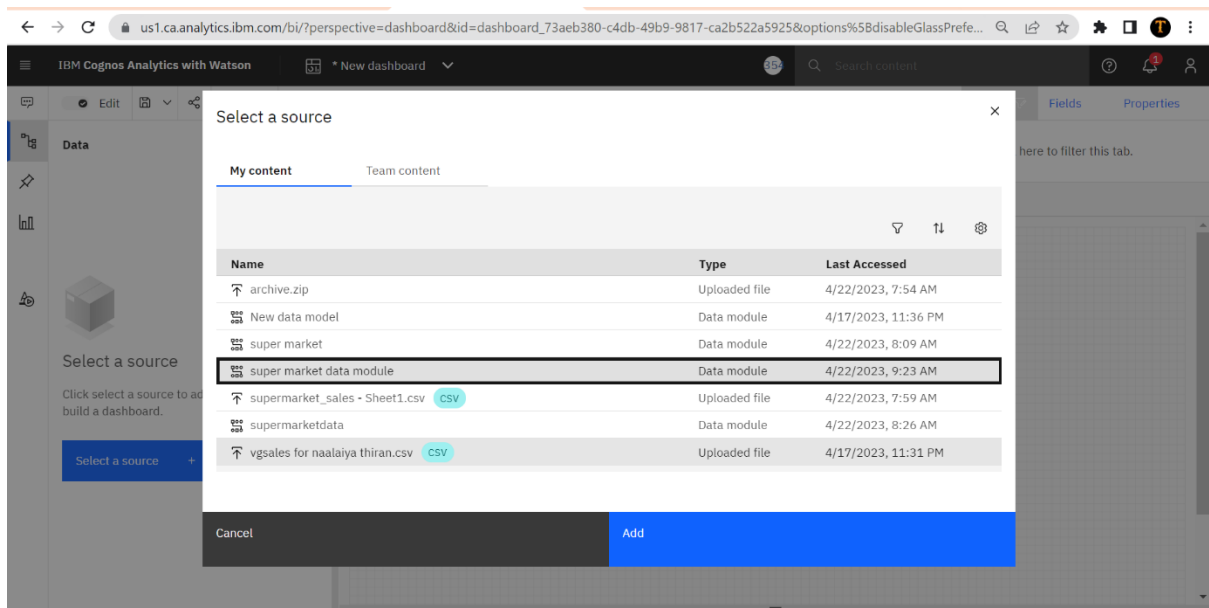 us1.ca.analytics.ibm.com/bi/?perspective=dashboard&id=dashboard_73aeb380-c4db-49b9-9817-ca2b522a5925&options%5BdisableGlassPrefe... T
IBM Cognos Analytics with Watson * New dashboard 354 Search content 1
Edit Fields Properties
Select a source
Data here to filter this tab.
My content Team content
Name Type Last Accessed
archive.zip Uploaded file 4/22/2023, 7:54 AM
New data model Data module 4/17/2023, 11:36 PM
super market Data module 4/22/2023, 8:09 AM
Select a source
super market data module Data module 4/22/2023, 9:23 AM
Click select a source to ad
supermarket_sales - Sheet1.csv CSV Uploaded file 4/22/2023, 7:59 AM
build a dashboard.
supermarketdata Data module 4/22/2023, 8:26 AM
vgsales for naalaiya thiran.csv CSV Uploaded file 4/17/2023, 11:31 PM
Select a source +
Cancel Add